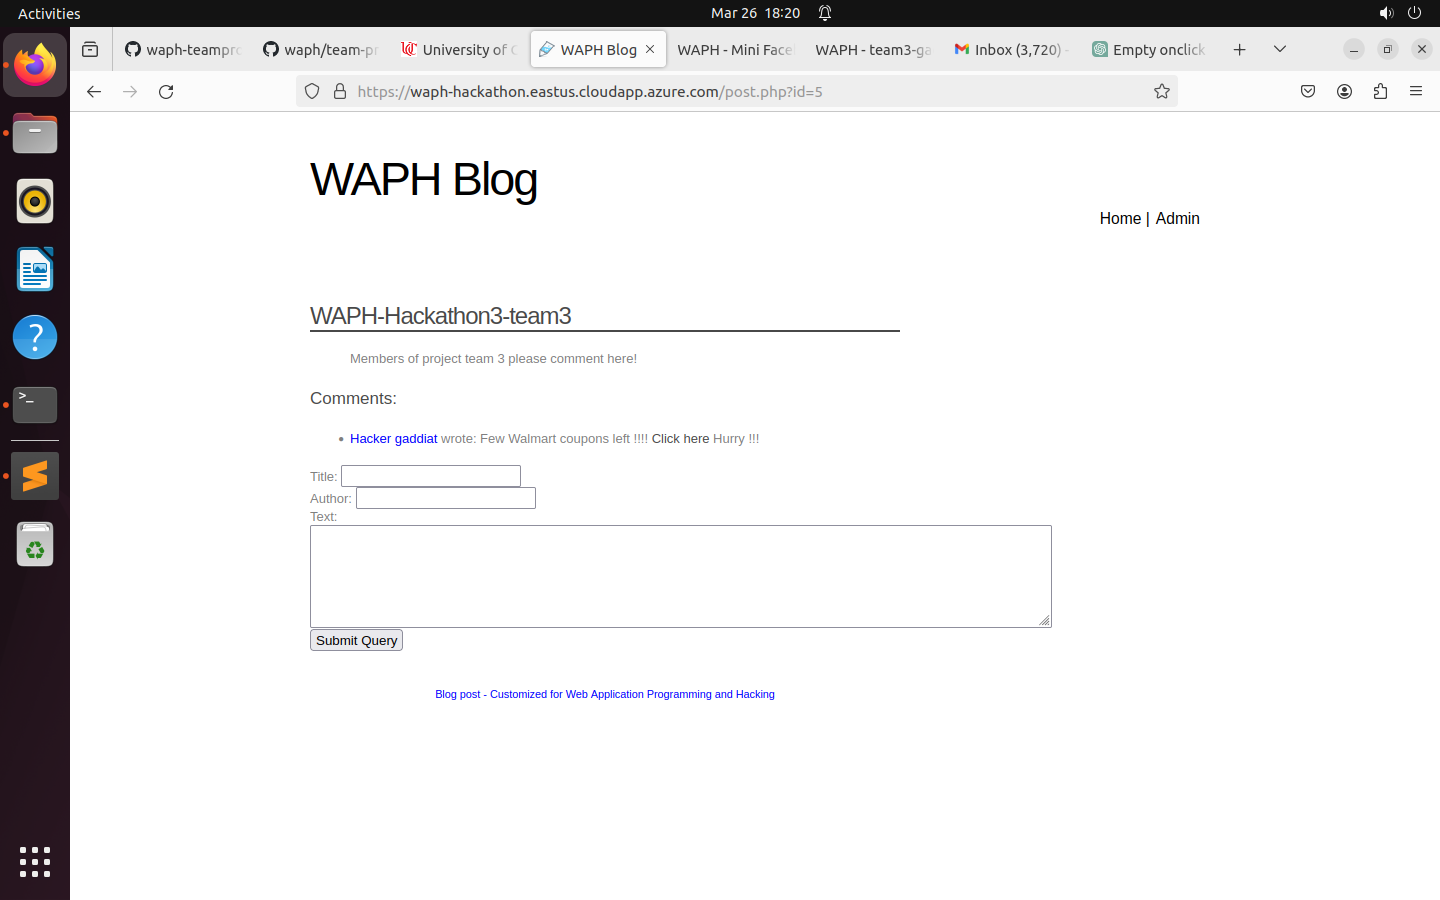 Activities
Mar 26 18:20
waph-teampro
waph/team-pr
University of C
WAPH Blog
WAPH - Mini Face
WAPH - team3-ga
Inbox (3,720) -
Empty onclick
https://waph-hackathon.eastus.cloudapp.azure.com/post.php?id=5
WAPH Blog
Home | Admin
WAPH-Hackathon3-team3
Members of project team 3 please comment here!
Comments:
• Hacker gaddiat wrote: Few Walmart coupons left !!!! Click here Hurry !!!
Title:
Author:
Text:
Submit Query
Blog post - Customized for Web Application Programming and Hacking